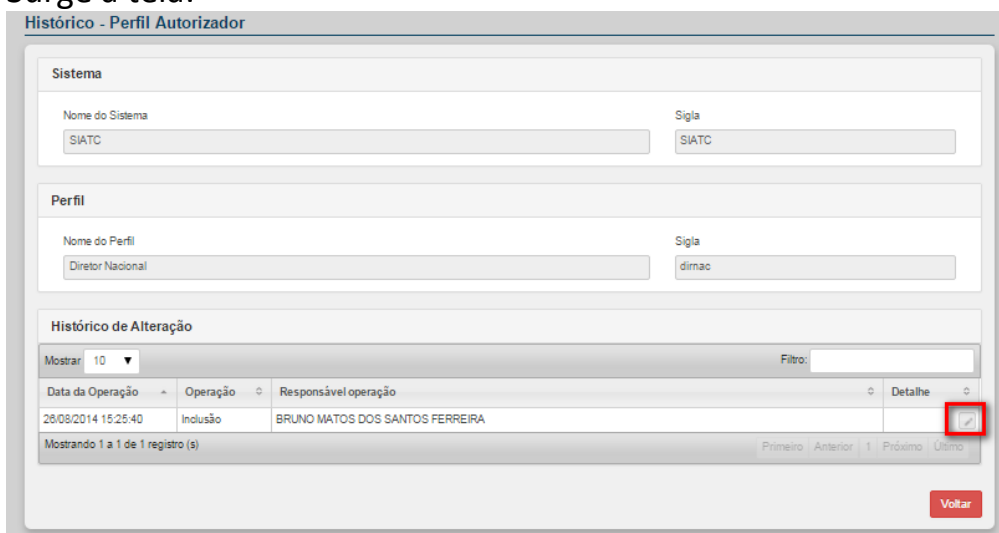 Surge a tela:
Histórico - Perfil Autorizador
Sistema
Nome do Sistema Sigla
SIATC SIATC
Perfil
Nome do Perfil Sigla
Diretor Nacional dirnac
Histórico de Alteração
Mostrar 10 Filtro:
Data da Operação Operação Responsável operação Detalhe
26/08/2014 15:25:40 Inclusão BRUNO MATOS DOS SANTOS FERREIRA
Mostrando 1 a 1 de 1 registro (s) Primeiro Anterior 1 Próximo Último
Voltar